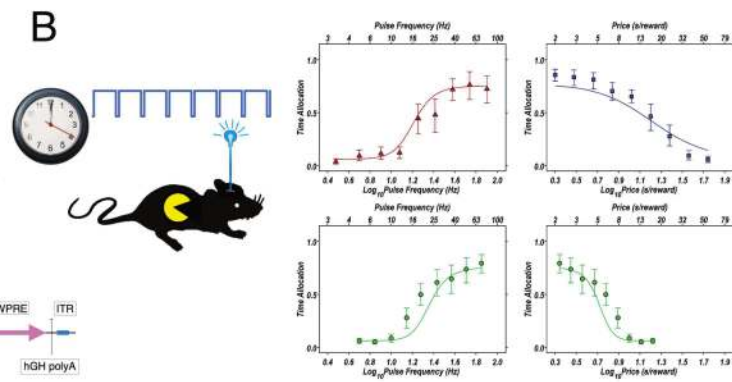 B
Pulse Frequency (Hz)
3 4 6 10 16 25 40 63 100
1.0
0.5
0.0
Time Allocation
0.4 0.6 0.8 1.0 1.2 1.4 1.6 1.8 2.0
Log10Pulse Frequency (Hz)
Price (s/reward)
2 3 5 8 13 20 32 50 79
1.0
0.5
0.0
Time Allocation
0.3 0.5 0.7 0.9 1.1 1.3 1.5 1.7 1.9
Log10Price (s/reward)
Pulse Frequency (Hz)
3 4 6 10 16 25 40 63 100
1.0
0.5
0.0
Time Allocation
0.4 0.6 0.8 1.0 1.2 1.4 1.6 1.8 2.0
Log10Pulse Frequency (Hz)
Price (s/reward)
2 3 5 8 13 20 32 50 79
1.0
0.5
0.0
Time Allocation
0.3 0.5 0.7 0.9 1.1 1.3 1.5 1.7 1.9
Log10Price (s/reward)
WPRE ITR
hGH polyA